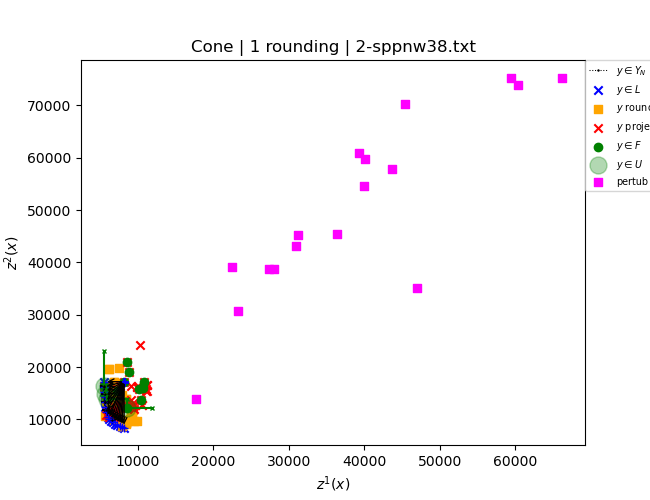 Cone | 1 rounding | 2-sppnw38.txt
z²(x)
70000
60000
50000
40000
30000
20000
10000
10000 20000 30000 40000 50000 60000
z¹(x)
y ∈ Y_N
y ∈ L
y round
y proje
y ∈ F
y ∈ U
pertub